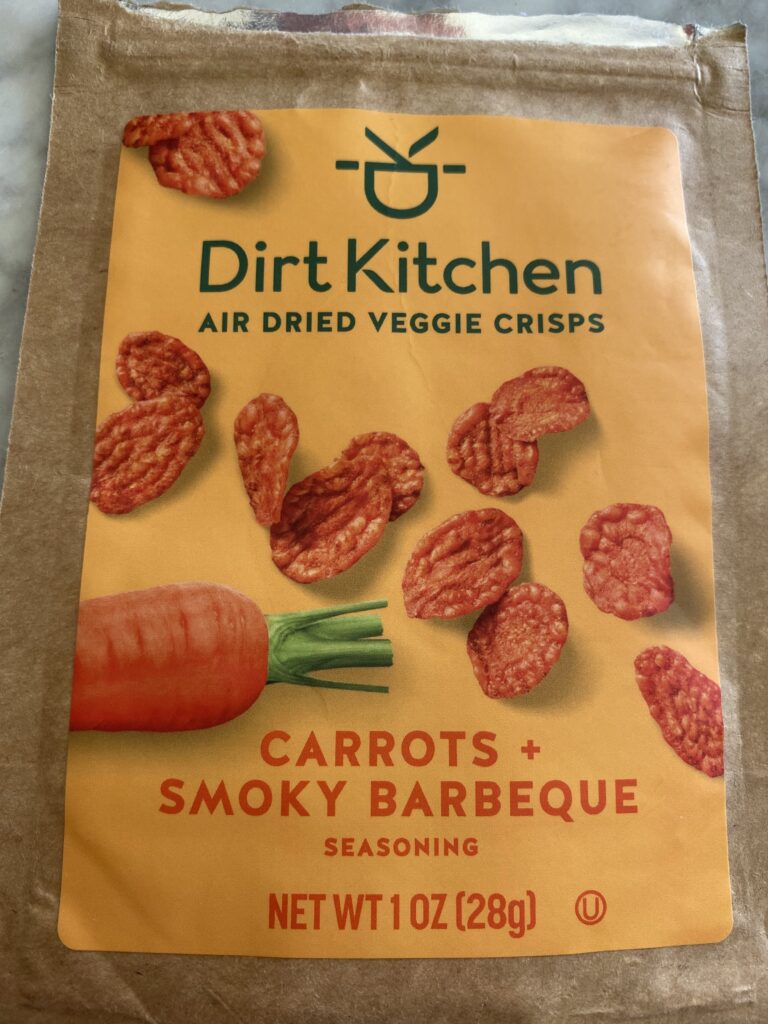 Dirt Kitchen
AIR DRIED VEGGIE CRISPS
CARROTS +
SMOKY BARBEQUE
SEASONING
NET WT 1 OZ (28g) U